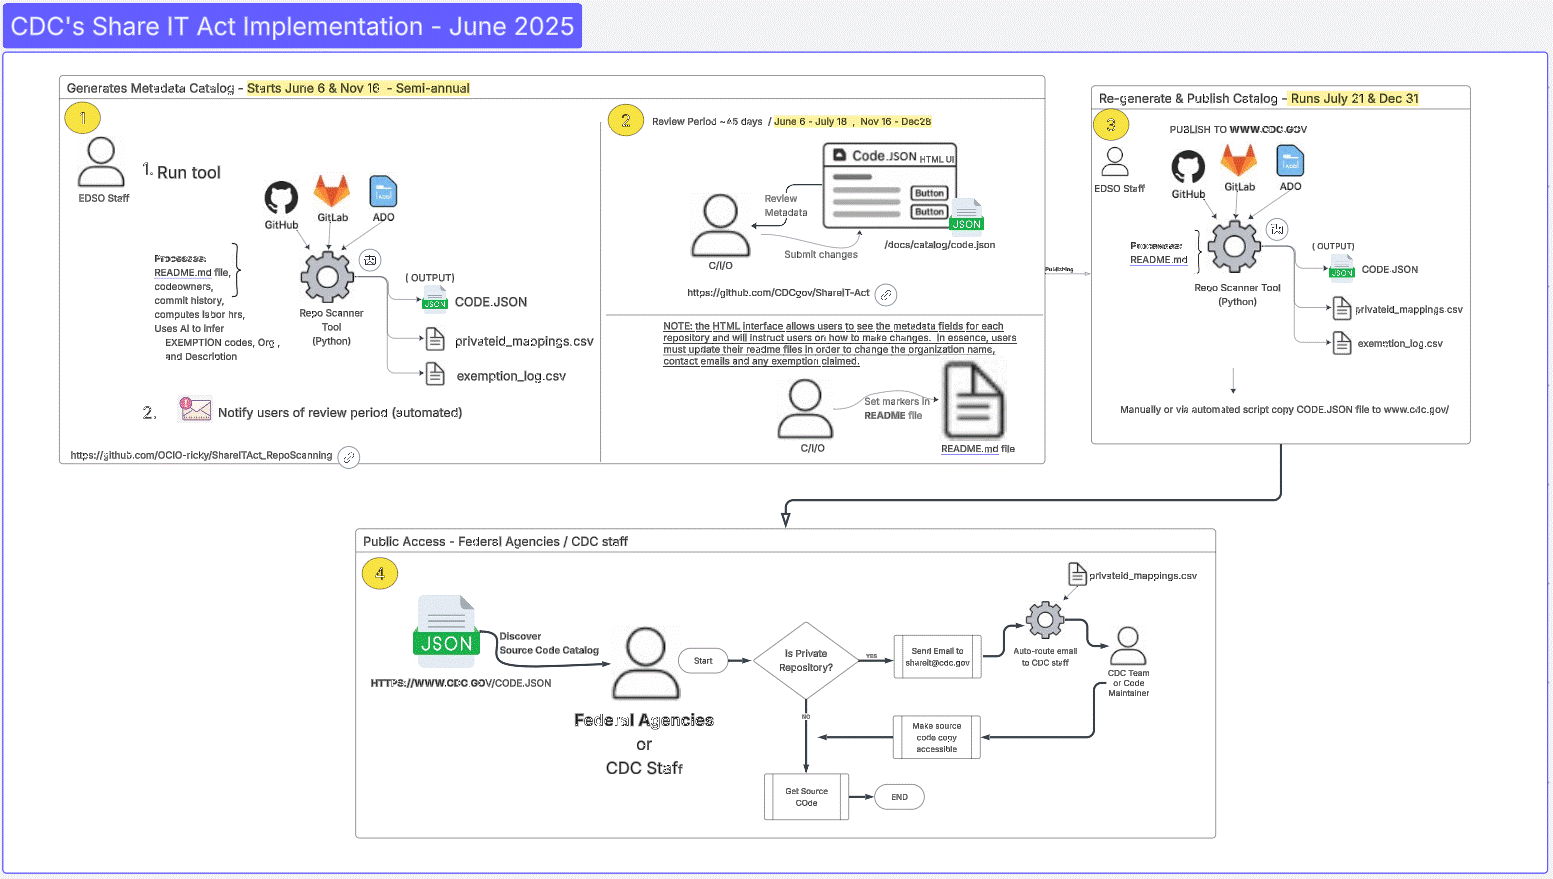 CDC's Share IT Act Implementation - June 2025
Generates Metadata Catalog - Starts June 6 & Nov 16 - Semi-annual
1
EDSO Staff
1. Run tool
GitHub
GitLab
ADO
Processes:
README.md file,
codeowners,
commit history,
computes labor hrs,
Uses AI to infer
EXEMPTION codes, Org,
and Description
Repo Scanner
Tool
(Python)
( OUTPUT)
JSON
CODE.JSON
privateid_mappings.csv
exemption_log.csv
2.
Notify users of review period (automated)
https://github.com/OCIO-ricky/ShareITAct_RepoScanning
2
Review Period ~45 days / June 6 - July 18 , Nov 16 - Dec28
Code.JSON HTML UI
Button
Button
JSON
Review
Metadata
Submit changes
C/I/O
/docs/catalog/code.json
https://github.com/CDCgov/ShareIT-Act
NOTE: the HTML interface allows users to see the metadata fields for each
repository and will instruct users on how to make changes. In essence, users
must update their readme files in order to change the organization name,
contact emails and any exemption claimed.
Set markers in
README file
C/I/O
README.md file
Publishing
Re-generate & Publish Catalog - Runs July 21 & Dec 31
3
PUBLISH TO WWW.CDC.GOV
EDSO Staff
GitHub
GitLab
ADO
Processes:
README.md
Repo Scanner Tool
(Python)
( OUTPUT)
JSON
CODE.JSON
privateid_mappings.csv
exemption_log.csv
Manually or via automated script copy CODE.JSON file to www.cdc.gov/
Public Access - Federal Agencies / CDC staff
4
JSON
HTTPS://WWW.CDC.GOV/CODE.JSON
Discover
Source Code Catalog
Federal Agencies
or
CDC Staff
Start
Is Private
Repository?
YES
NO
Send Email to
shareit@cdc.gov
privateid_mappings.csv
Auto-route email
to CDC staff
CDC Team
or Code
Maintainer
Make source
code copy
accessible
Get Source
COde
END